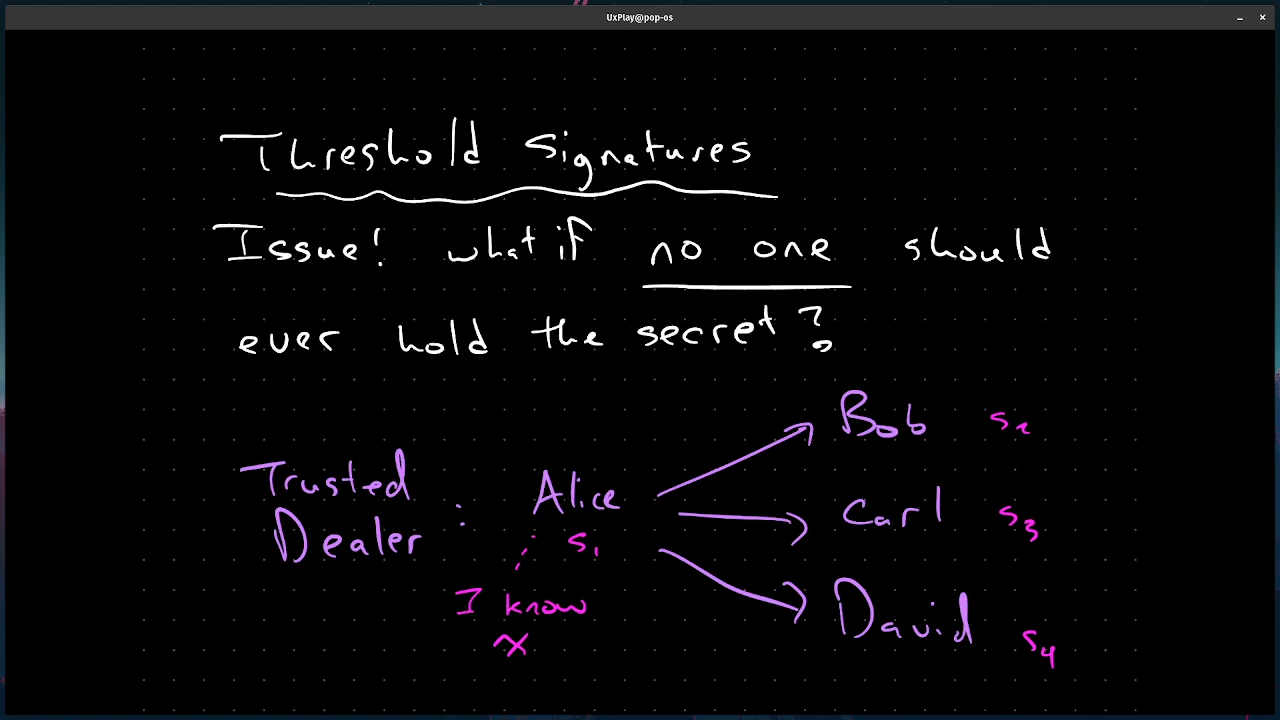 UxPlay@pop-os
Threshold Signatures
Issue! what if no one should
ever hold the secret?
Trusted
Dealer :
Alice
s1
I know
x
Bob s2
Carl s3
David s4